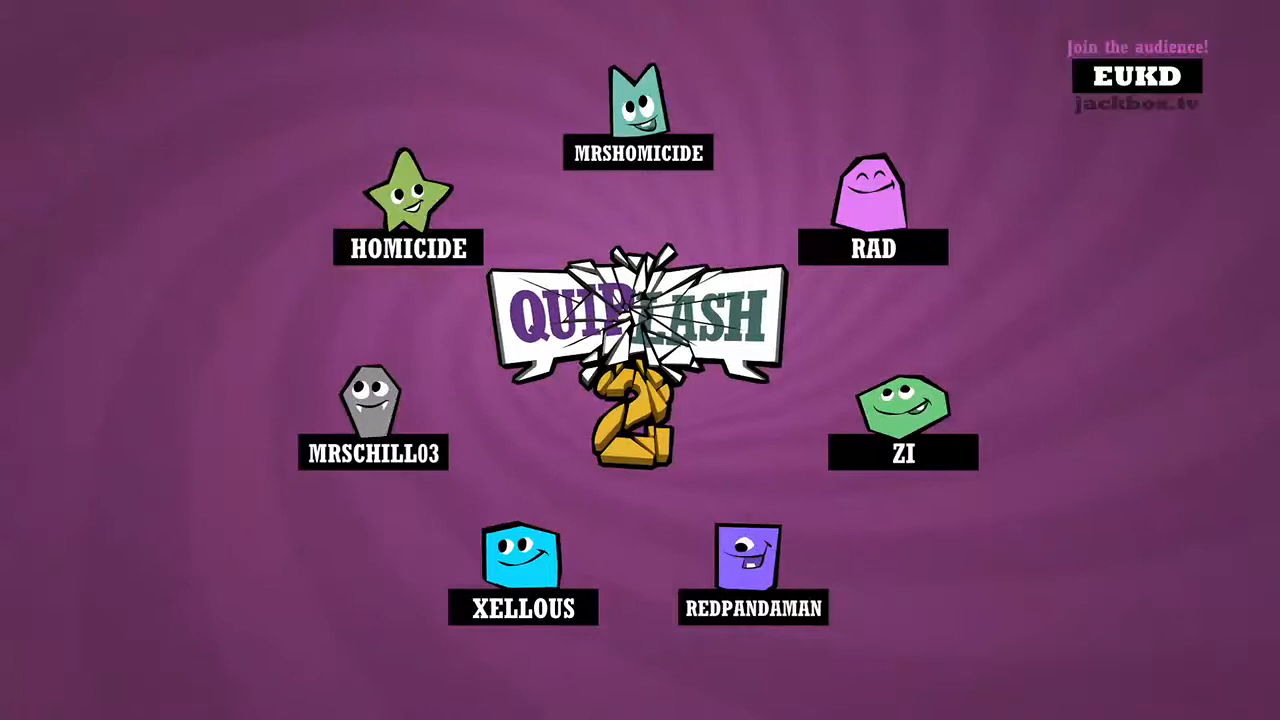 Join the audience!
EUKD
jackbox.tv
MRSHOMICIDE
HOMICIDE
RAD
QUIPLASH
2
MRSCHILL03
ZI
XELLOUS
REDPANDAMAN